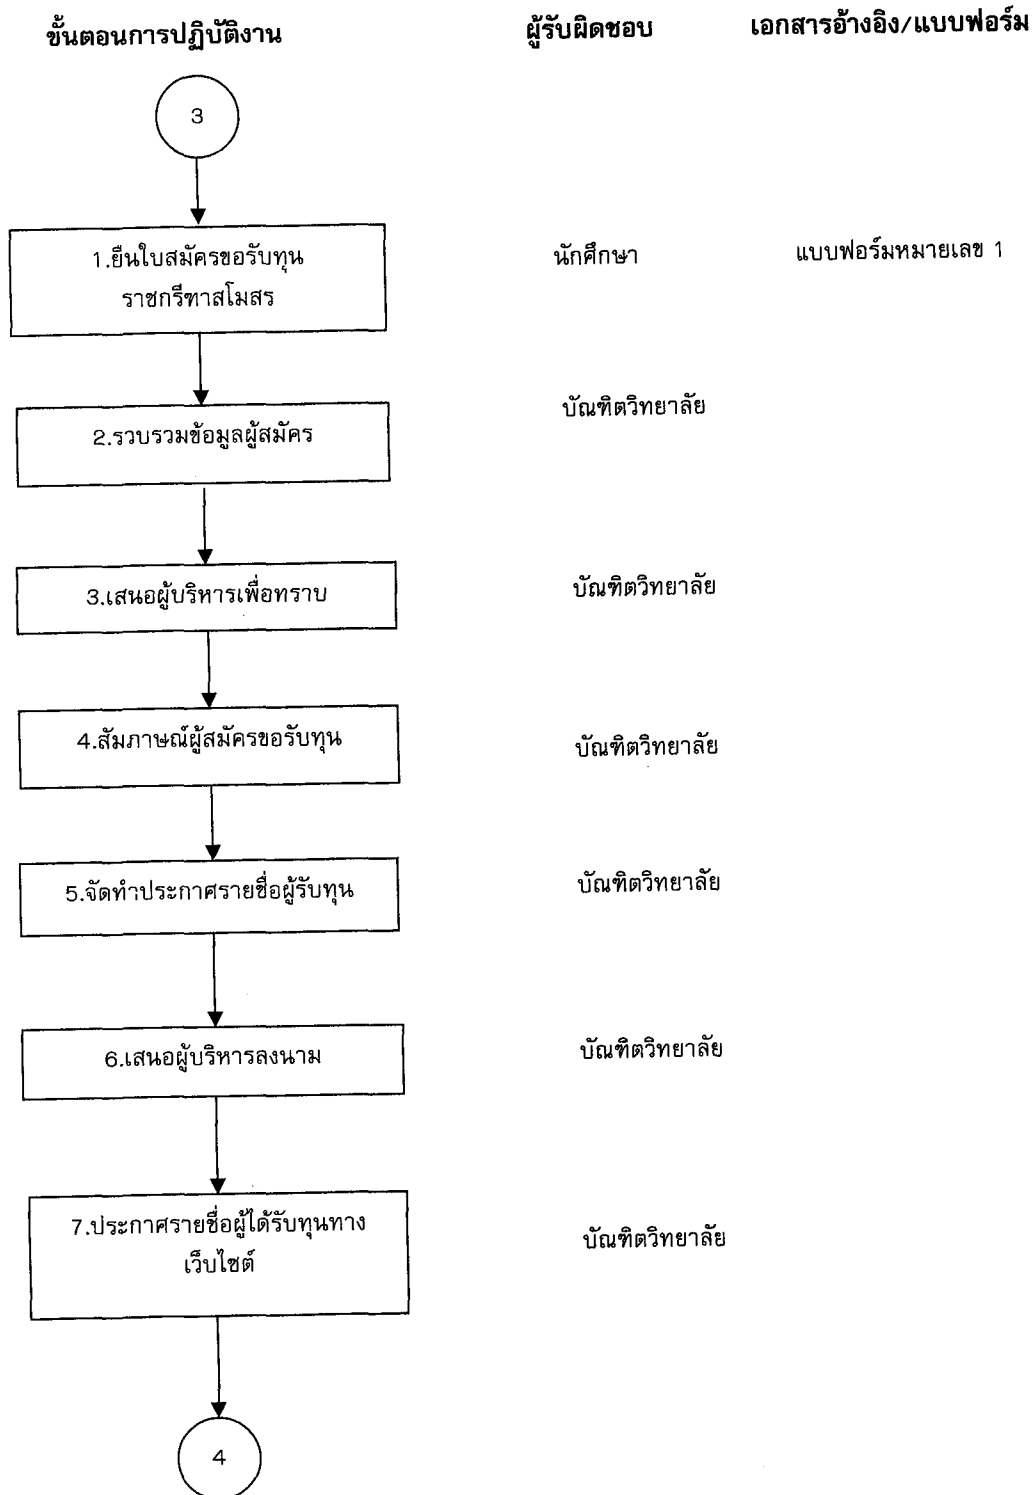 ขั้นตอนการปฏิบัติงาน ผู้รับผิดชอบ เอกสารอ้างอิง/แบบฟอร์ม
3
1.ยื่นใบสมัครขอรับทุน นักศึกษา แบบฟอร์มหมายเลข 1
ราชกรีฑาสโมสร
บัณฑิตวิทยาลัย
2.รวบรวมข้อมูลผู้สมัคร
3.เสนอผู้บริหารเพื่อทราบ บัณฑิตวิทยาลัย
4.สัมภาษณ์ผู้สมัครขอรับทุน บัณฑิตวิทยาลัย
5.จัดทำประกาศรายชื่อผู้รับทุน บัณฑิตวิทยาลัย
6.เสนอผู้บริหารลงนาม บัณฑิตวิทยาลัย
7.ประกาศรายชื่อผู้ได้รับทุนทาง บัณฑิตวิทยาลัย
เว็บไซต์
4